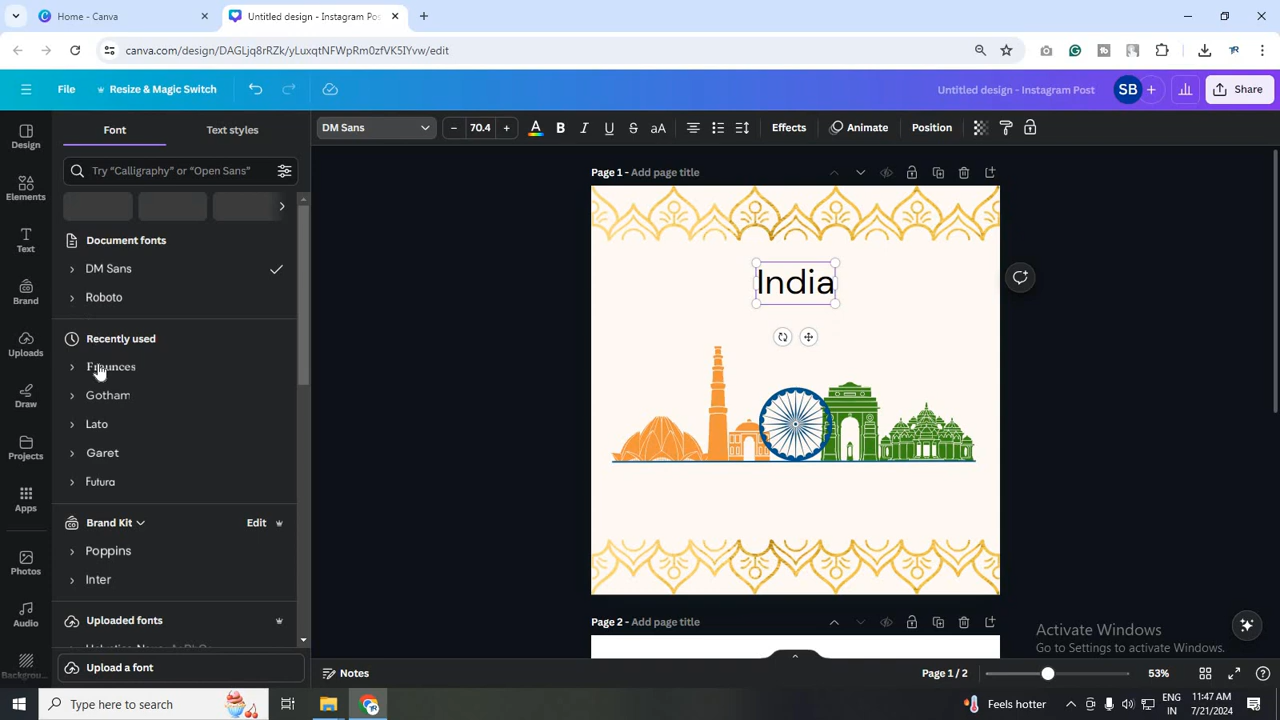 Home - Canva
Untitled design - Instagram Pos
canva.com/design/DAGLjq8rRZk/yLuxqtNFWpRm0zfVK5IYvw/edit
File
Resize & Magic Switch
Untitled design - Instagram Post
SB
Share
Design
Elements
Text
Brand
Uploads
Draw
Projects
Apps
Photos
Audio
Background
Font
Text styles
Try “Calligraphy” or “Open Sans”
Document fonts
DM Sans
Roboto
Recently used
Fraunces
Gotham
Lato
Garet
Futura
Brand Kit
Edit
Poppins
Inter
Uploaded fonts
Upload a font
DM Sans
– 70.4 +
A
B
I
U
S
aA
Effects
Animate
Position
Page 1 - Add page title
India
Page 2 - Add page title
Activate Windows
Go to Settings to activate Windows.
Notes
Page 1 / 2
53%
Type here to search
Feels hotter
ENG
IN
11:47 AM
7/21/2024